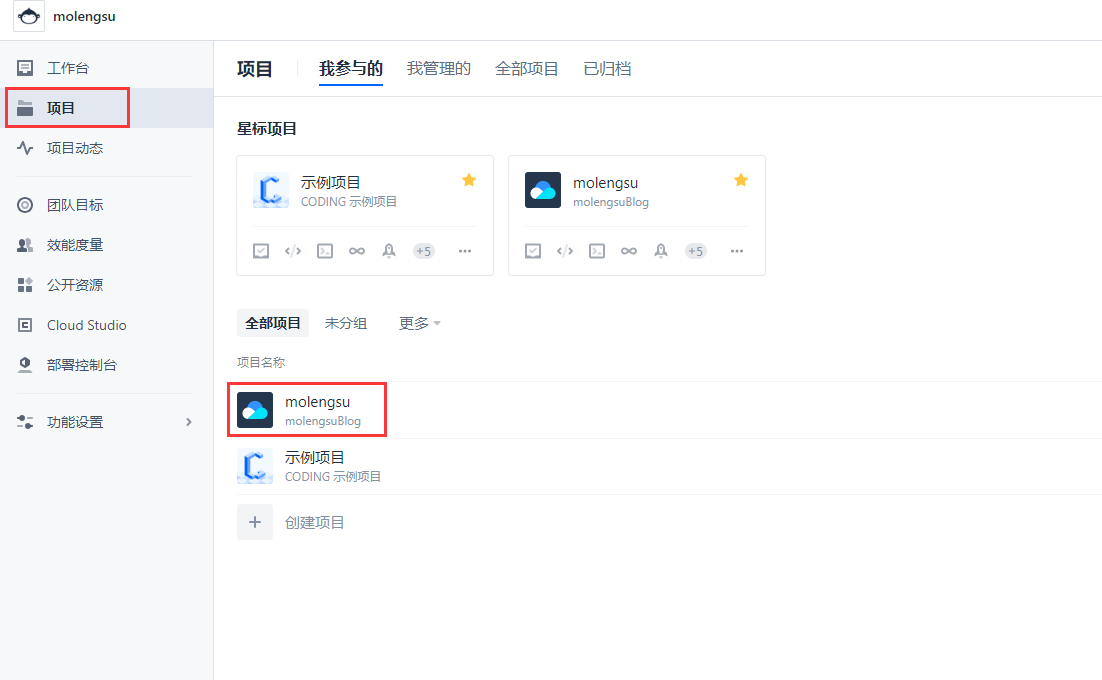 molengsu
工作台
项目
项目动态
团队目标
效能度量
公开资源
Cloud Studio
部署控制台
功能设置
项目 我参与的 我管理的 全部项目 已归档
星标项目
示例项目
CODING 示例项目
+5
molengsu
molengsuBlog
+5
全部项目 未分组 更多
项目名称
molengsu
molengsuBlog
示例项目
CODING 示例项目
创建项目